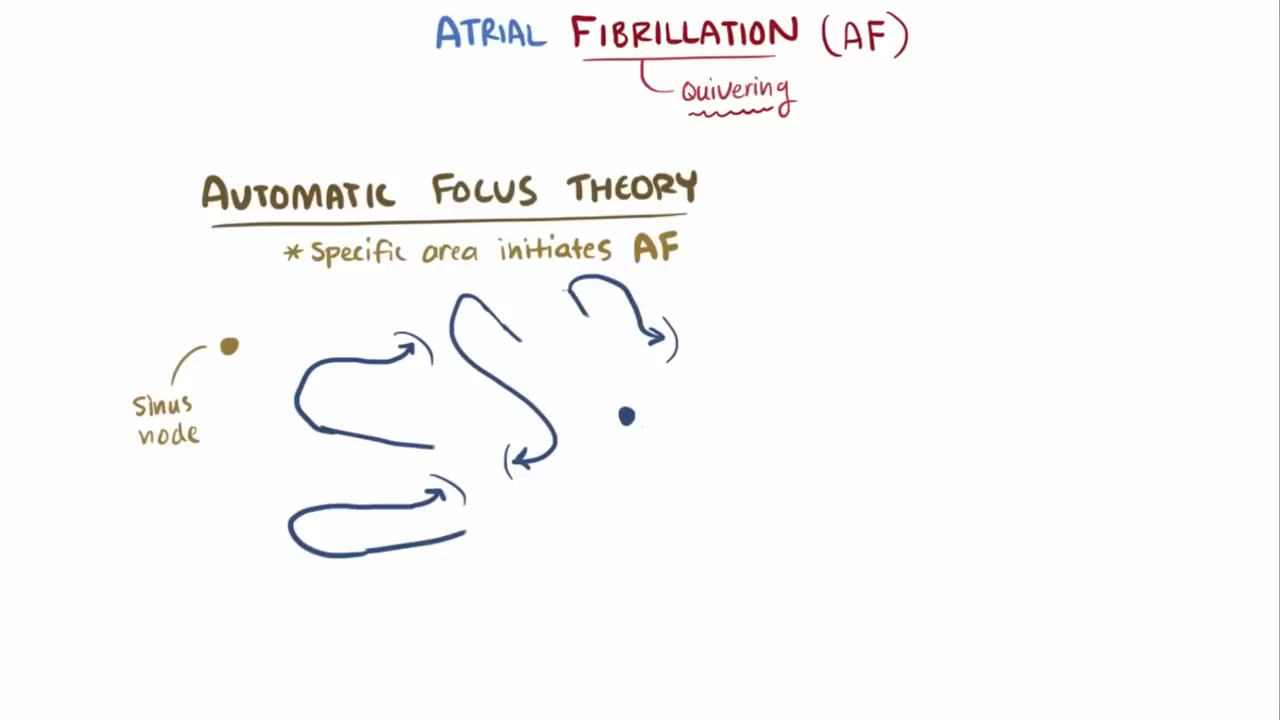 ATRIAL FIBRILLATION (AF)
Quivering
AUTOMATIC FOCUS THEORY
* Specific area initiates AF
Sinus
node